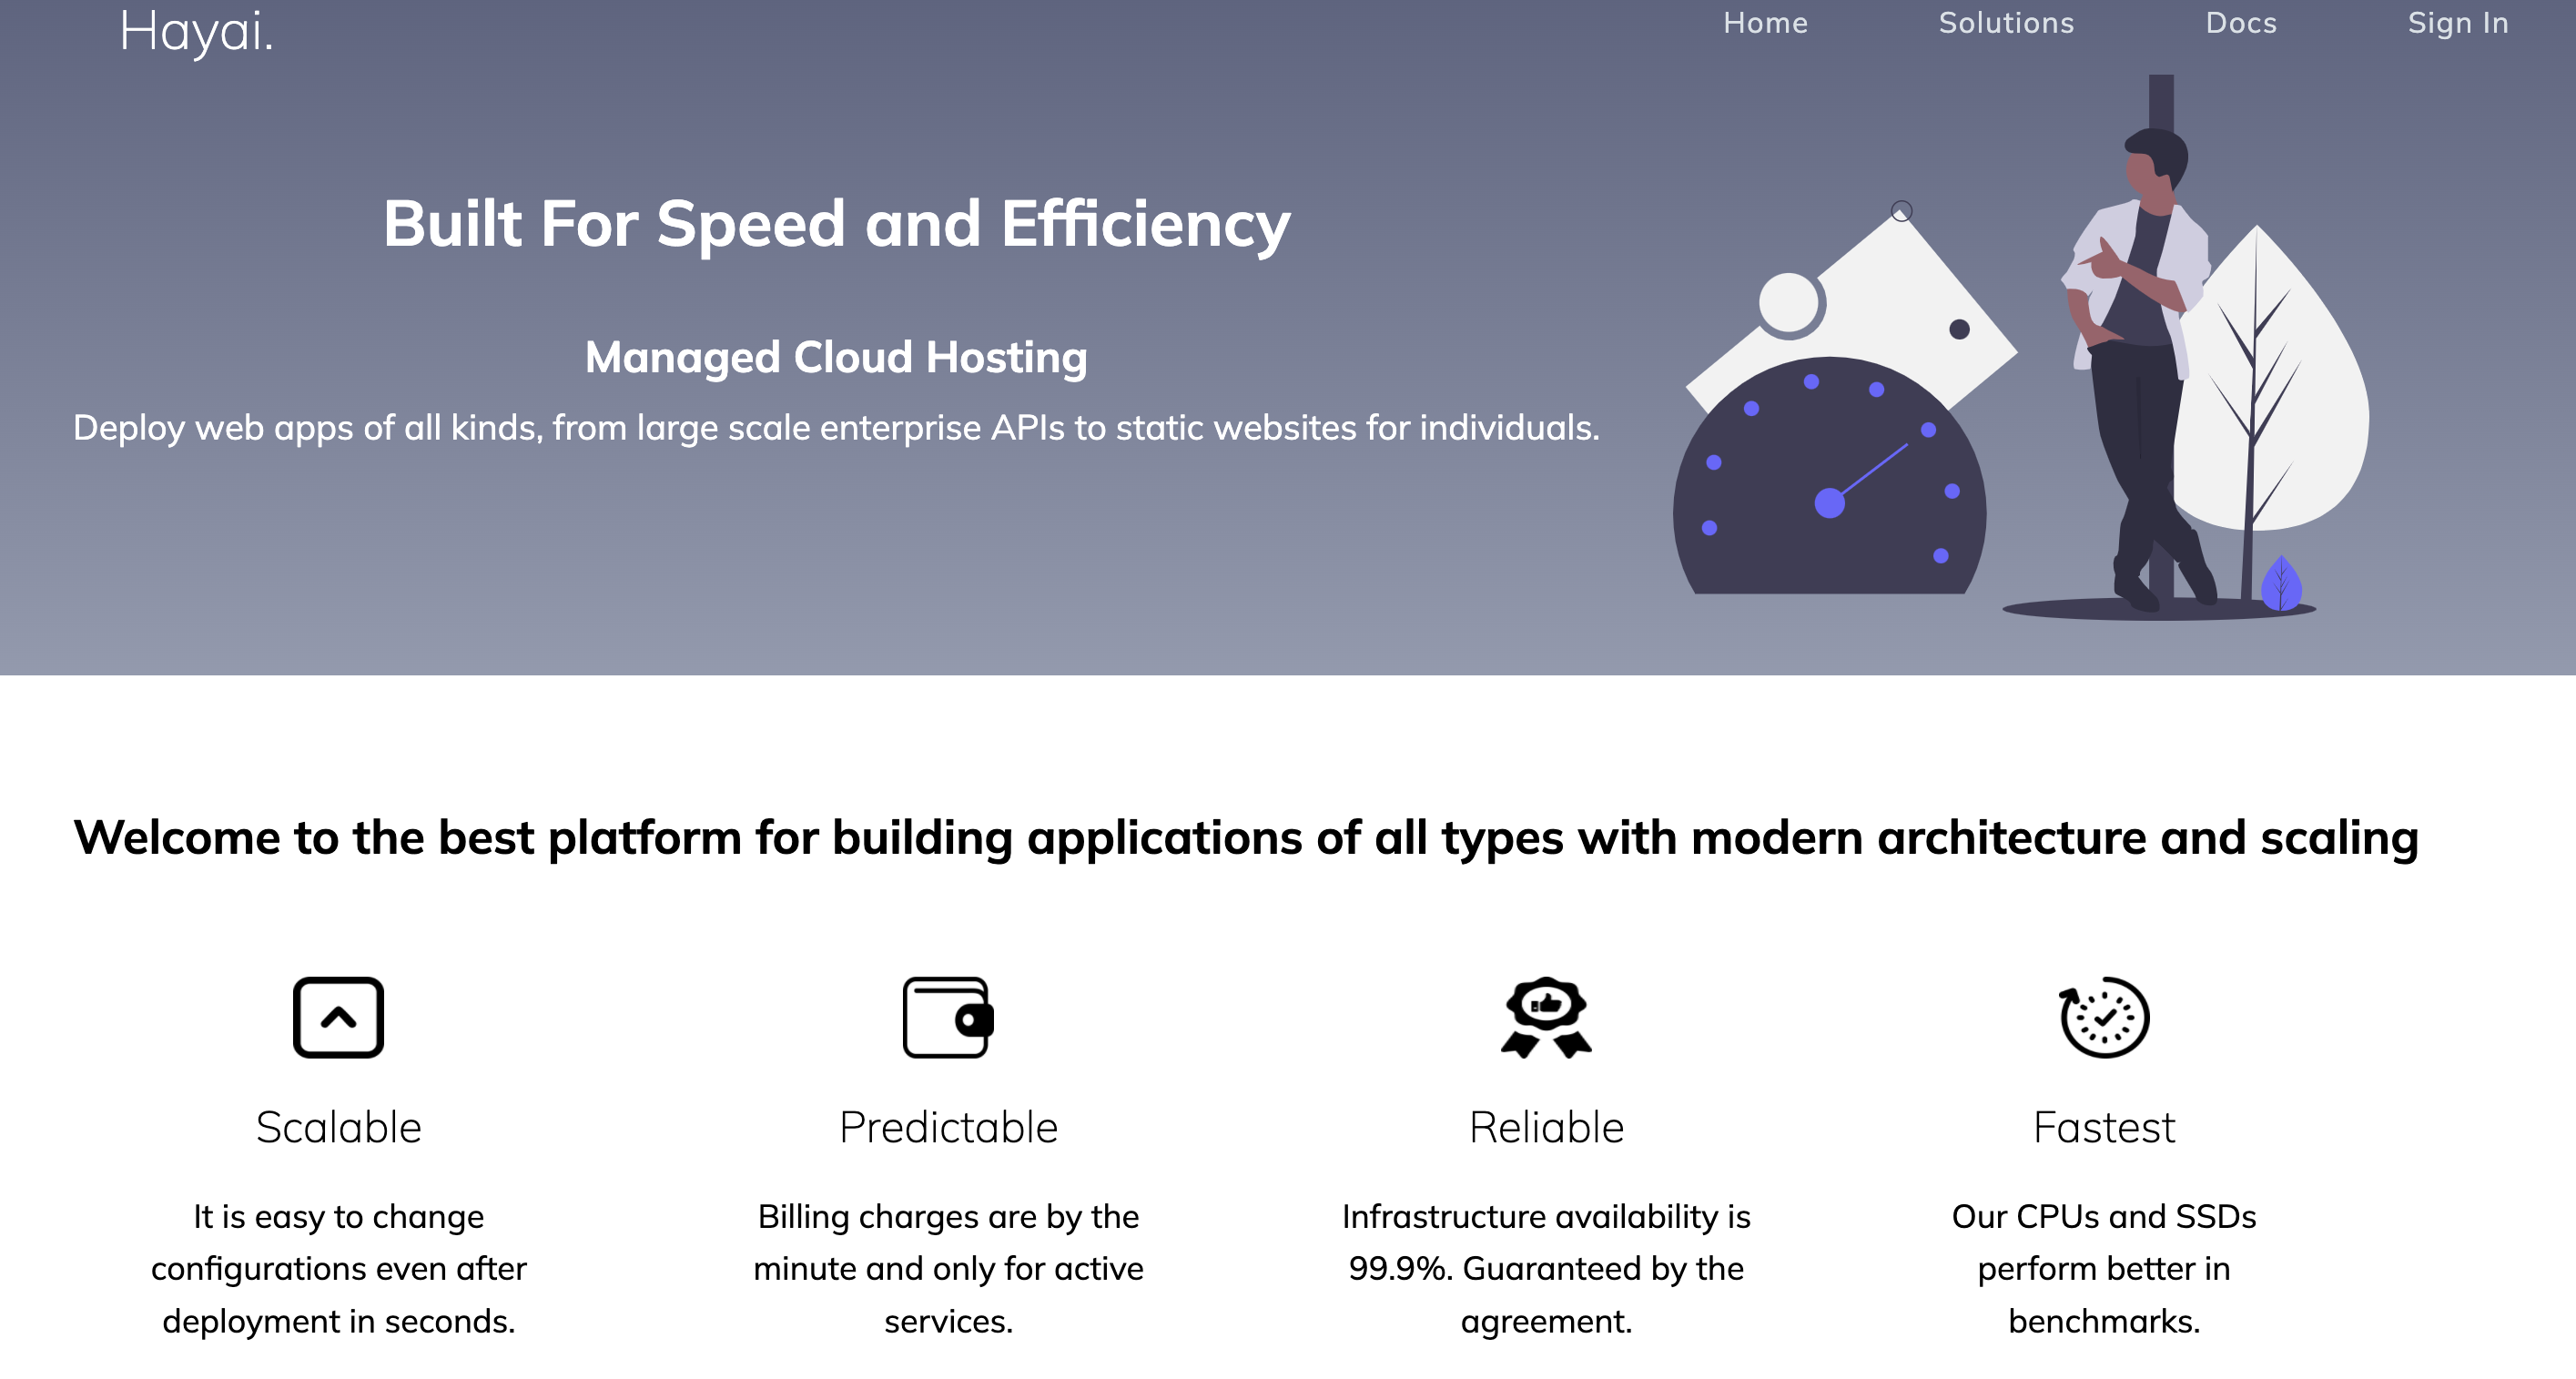 Hayai.
Home
Solutions
Docs
Sign In
Built For Speed and Efficiency
Managed Cloud Hosting
Deploy web apps of all kinds, from large scale enterprise APIs to static websites for individuals.
Welcome to the best platform for building applications of all types with modern architecture and scaling
Scalable
It is easy to change
configurations even after
deployment in seconds.
Predictable
Billing charges are by the
minute and only for active
services.
Reliable
Infrastructure availability is
99.9%. Guaranteed by the
agreement.
Fastest
Our CPUs and SSDs
perform better in
benchmarks.